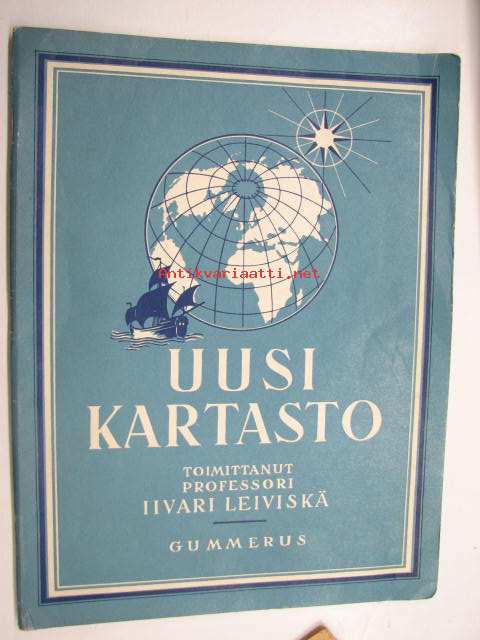 Antikvariaatti.net
UUSI
KARTASTO
TOIMITTANUT
PROFESSORI
IIVARI LEIVISKÄ
GUMMERUS